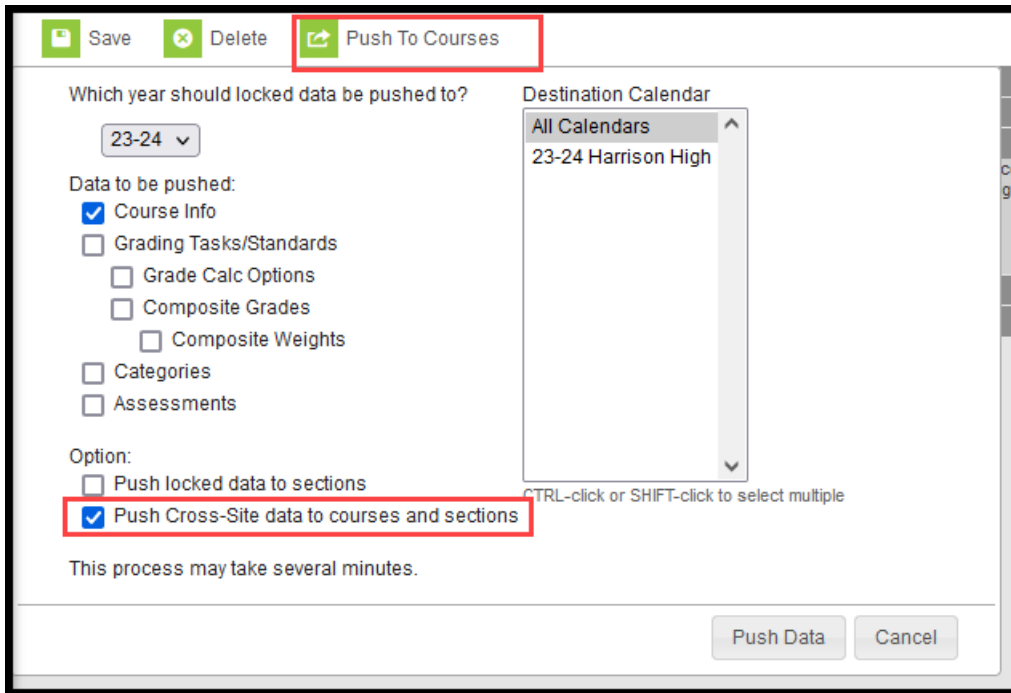 Save Delete Push To Courses
Which year should locked data be pushed to?
23-24
Data to be pushed:
Course Info
Grading Tasks/Standards
Grade Calc Options
Composite Grades
Composite Weights
Categories
Assessments
Option:
Push locked data to sections
Push Cross-Site data to courses and sections
This process may take several minutes.
Destination Calendar
All Calendars
23-24 Harrison High
CTRL-click or SHIFT-click to select multiple
Push Data Cancel